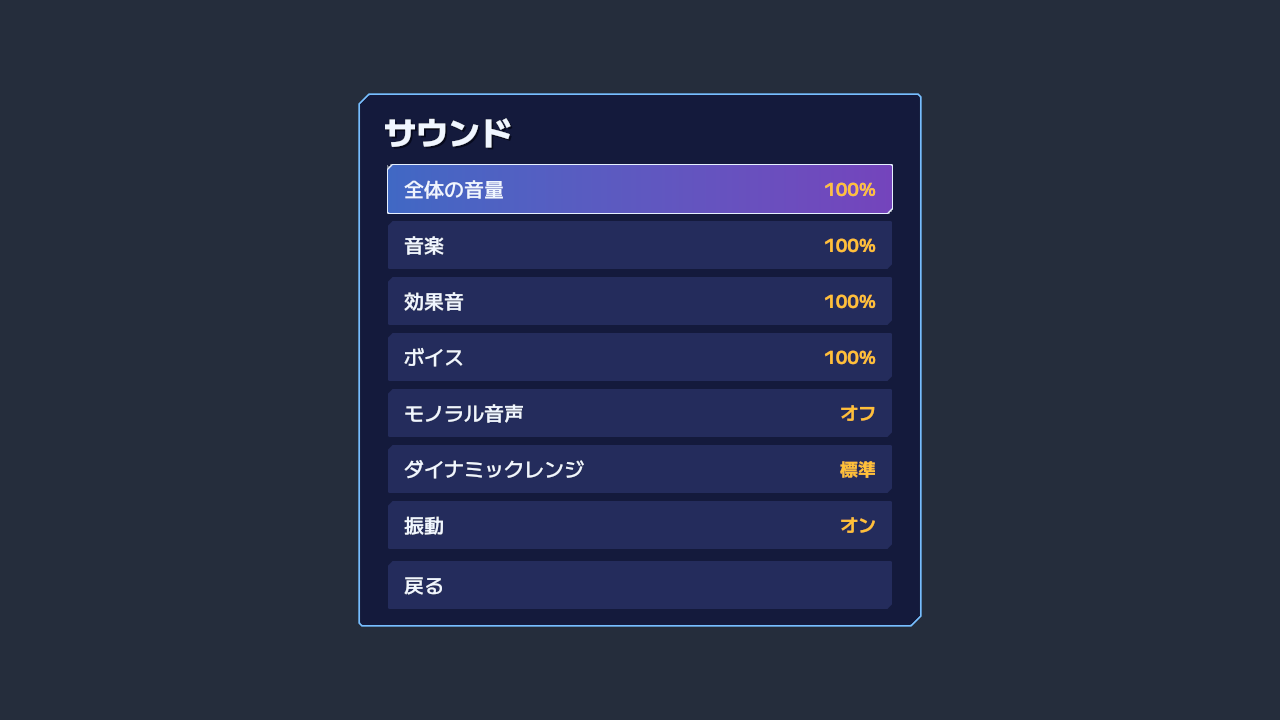 サウンド
全体の音量 100%
音楽 100%
効果音 100%
ボイス 100%
モノラル音声 オフ
ダイナミックレンジ 標準
振動 オン
戻る